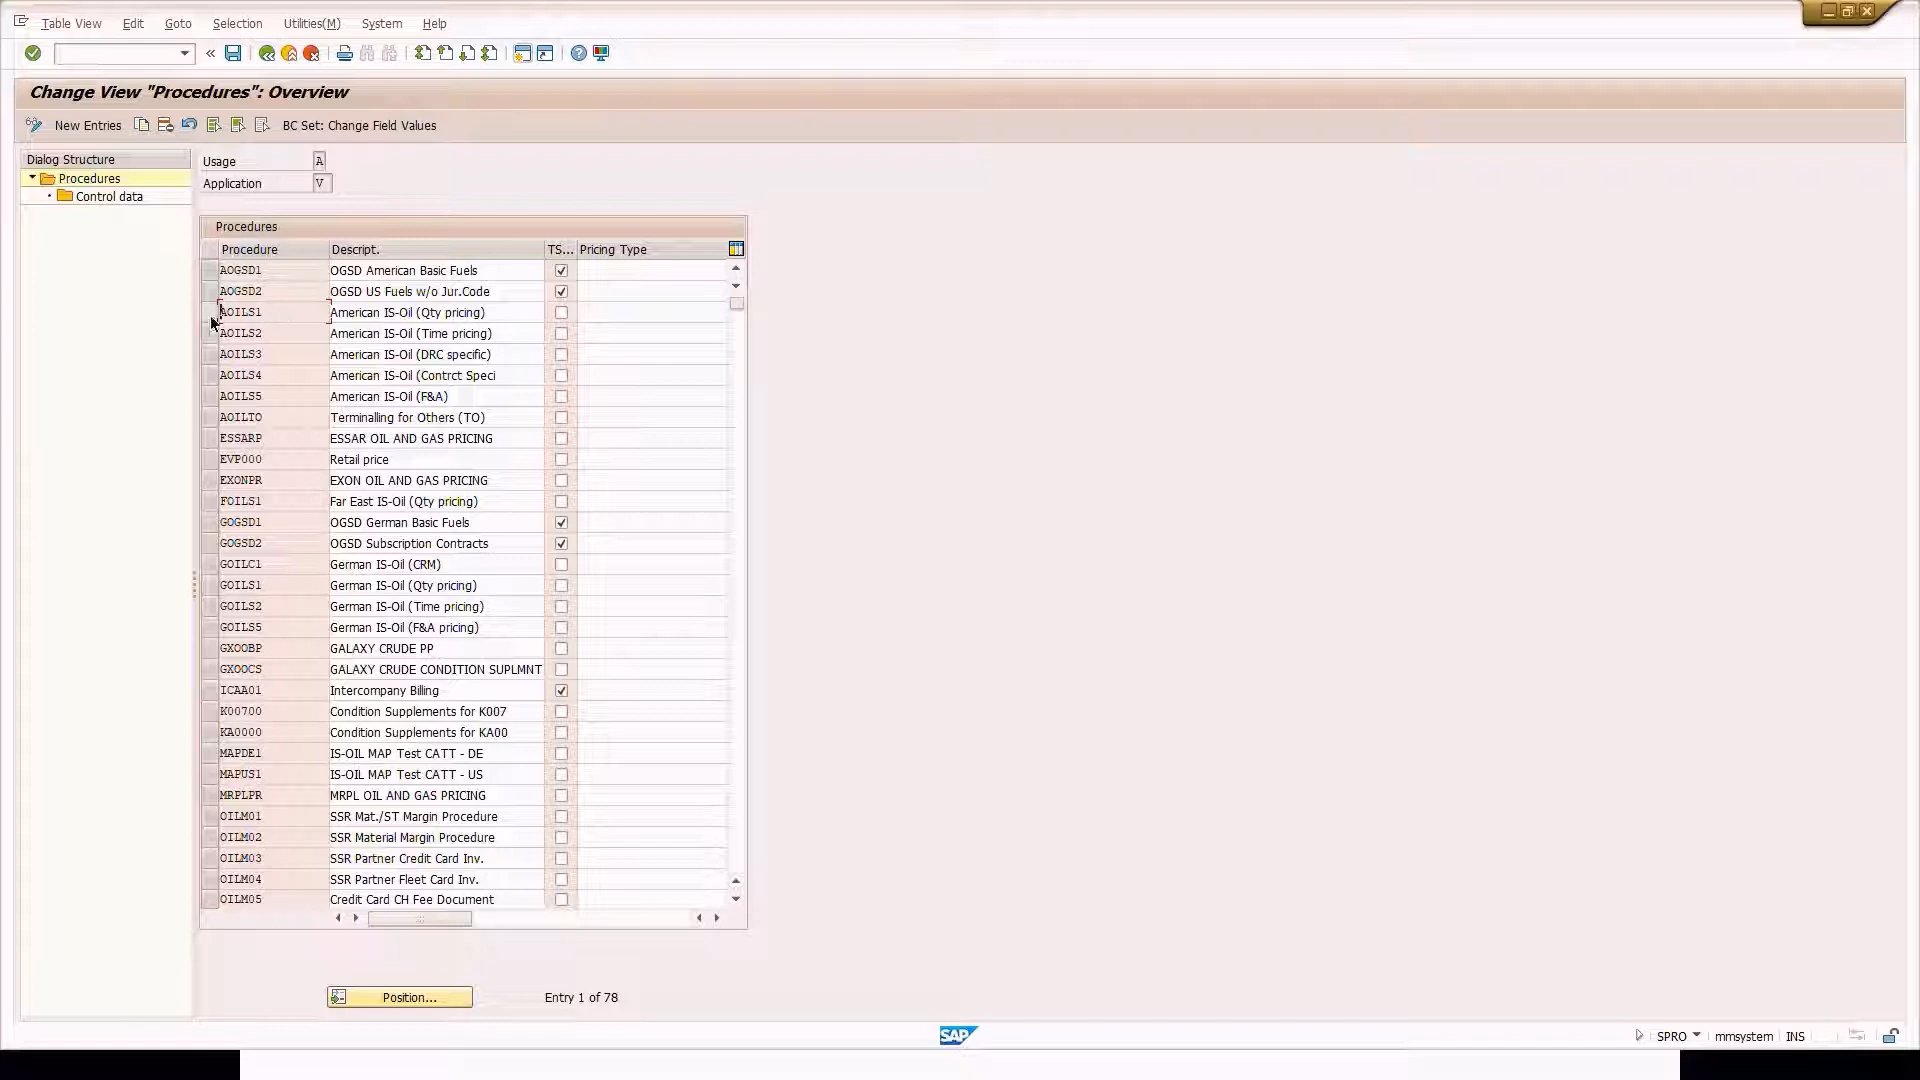 Table View Edit Goto Selection Utilities(M) System Help
Change View "Procedures": Overview
New Entries BC Set: Change Field Values
Dialog Structure
Procedures
Control data
Usage A
Application V
Procedures
Procedure Descript. TS... Pricing Type
AOGSD1 OGSD American Basic Fuels
AOGSD2 OGSD US Fuels w/o Jur.Code
AOILS1 American IS-Oil (Qty pricing)
AOILS2 American IS-Oil (Time pricing)
AOILS3 American IS-Oil (DRC specific)
AOILS4 American IS-Oil (Contrct Speci
AOILS5 American IS-Oil (F&A)
AOILTO Terminalling for Others (TO)
ESSARP ESSAR OIL AND GAS PRICING
EVP000 Retail price
EXONPR EXON OIL AND GAS PRICING
FOILS1 Far East IS-Oil (Qty pricing)
GOGSD1 OGSD German Basic Fuels
GOGSD2 OGSD Subscription Contracts
GOILC1 German IS-Oil (CRM)
GOILS1 German IS-Oil (Qty pricing)
GOILS2 German IS-Oil (Time pricing)
GOILS5 German IS-Oil (F&A pricing)
GXOOBP GALAXY CRUDE PP
GXOOCS GALAXY CRUDE CONDITION SUPLMNT
ICAA01 Intercompany Billing
K00700 Condition Supplements for K007
KA0000 Condition Supplements for KA00
MAPDE1 IS-OIL MAP Test CATT - DE
MAPUS1 IS-OIL MAP Test CATT - US
MRPLPR MRPL OIL AND GAS PRICING
OILM01 SSR Mat./ST Margin Procedure
OILM02 SSR Material Margin Procedure
OILM03 SSR Partner Credit Card Inv.
OILM04 SSR Partner Fleet Card Inv.
OILM05 Credit Card CH Fee Document
Position... Entry 1 of 78
SAP SPRO mmsystem INS